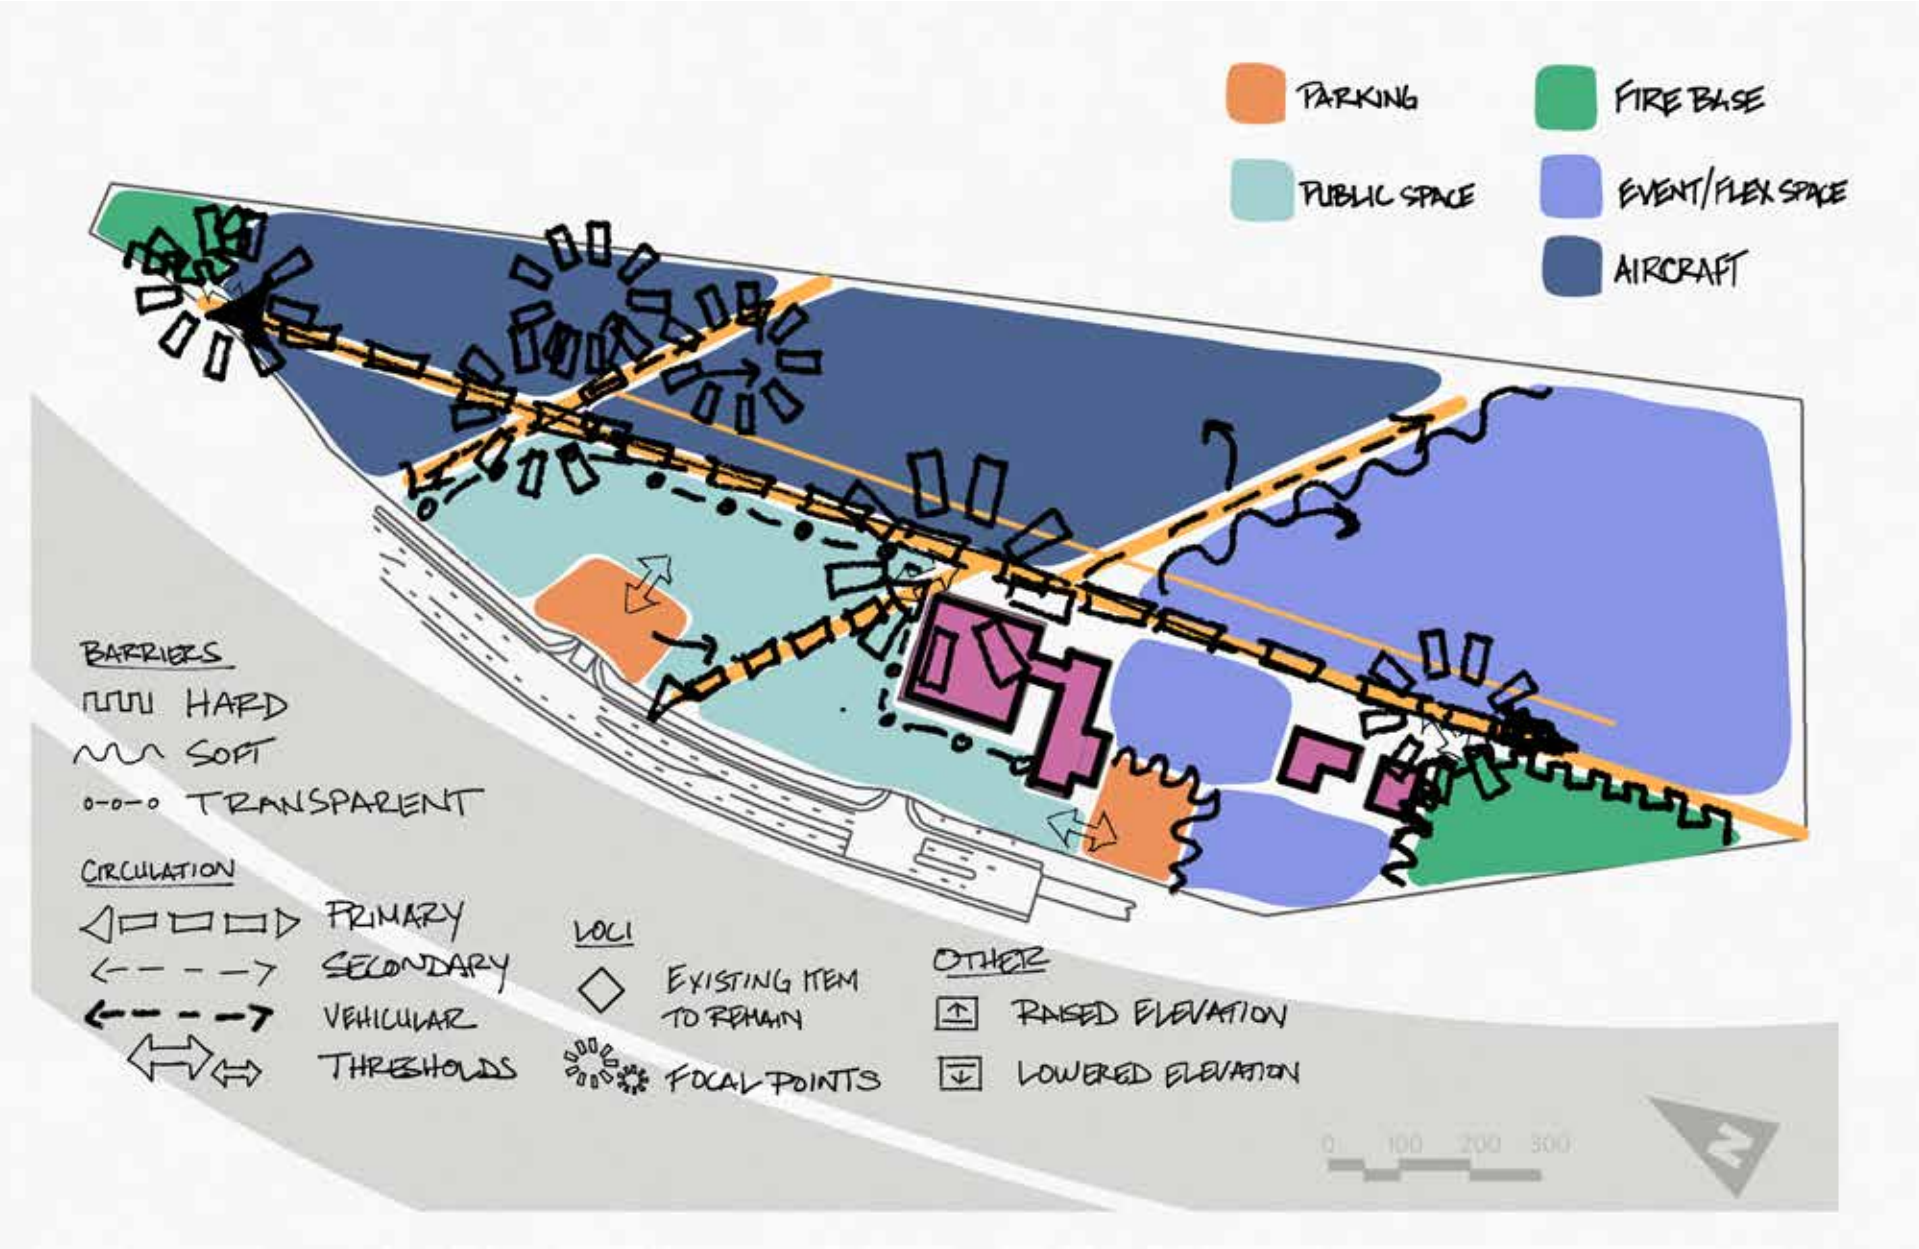 PARKING
FIRE BASE
PUBLIC SPACE
EVENT/FLEX SPACE
AIRCRAFT
BARRIERS
HARD
SOFT
TRANSPARENT
CIRCULATION
PRIMARY
SECONDARY
VEHICULAR
THRESHOLDS
LOCI
EXISTING ITEM
TO REMAIN
FOCAL POINTS
OTHER
RAISED ELEVATION
LOWERED ELEVATION
0 100 200 300
N